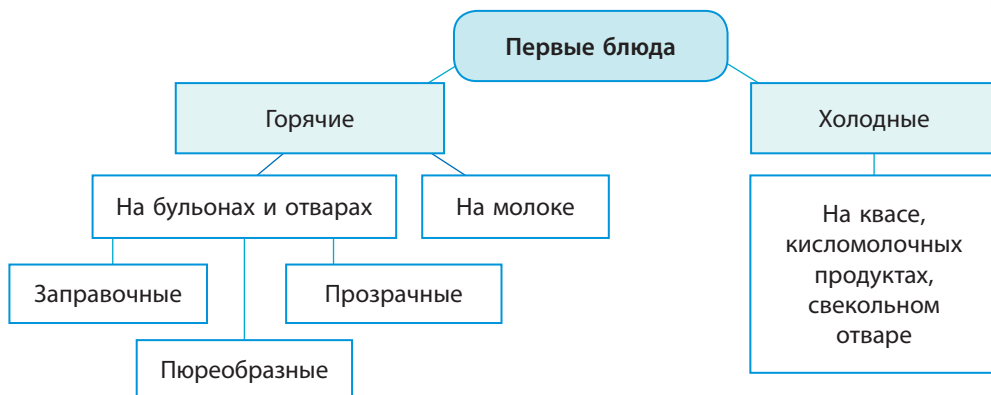 Первые блюда
Горячие
Холодные
На бульонах и отварах
На молоке
На квасе,
кисломолочных
продуктах,
свекольном
отваре
Заправочные
Прозрачные
Пюреобразные